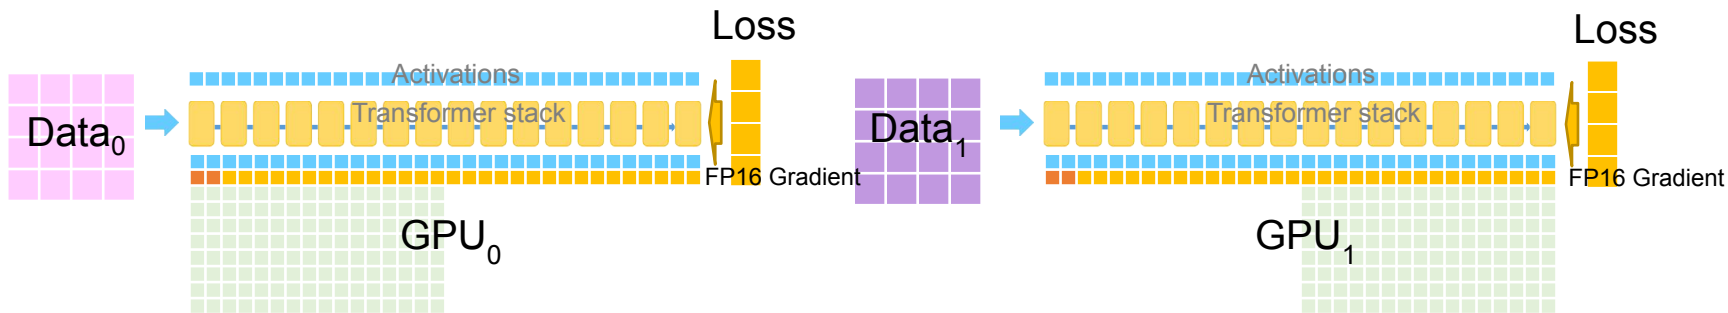 Loss
Activations
Transformer stack
Data0
FP16 Gradient
GPU0
Loss
Activations
Transformer stack
Data1
FP16 Gradient
GPU1